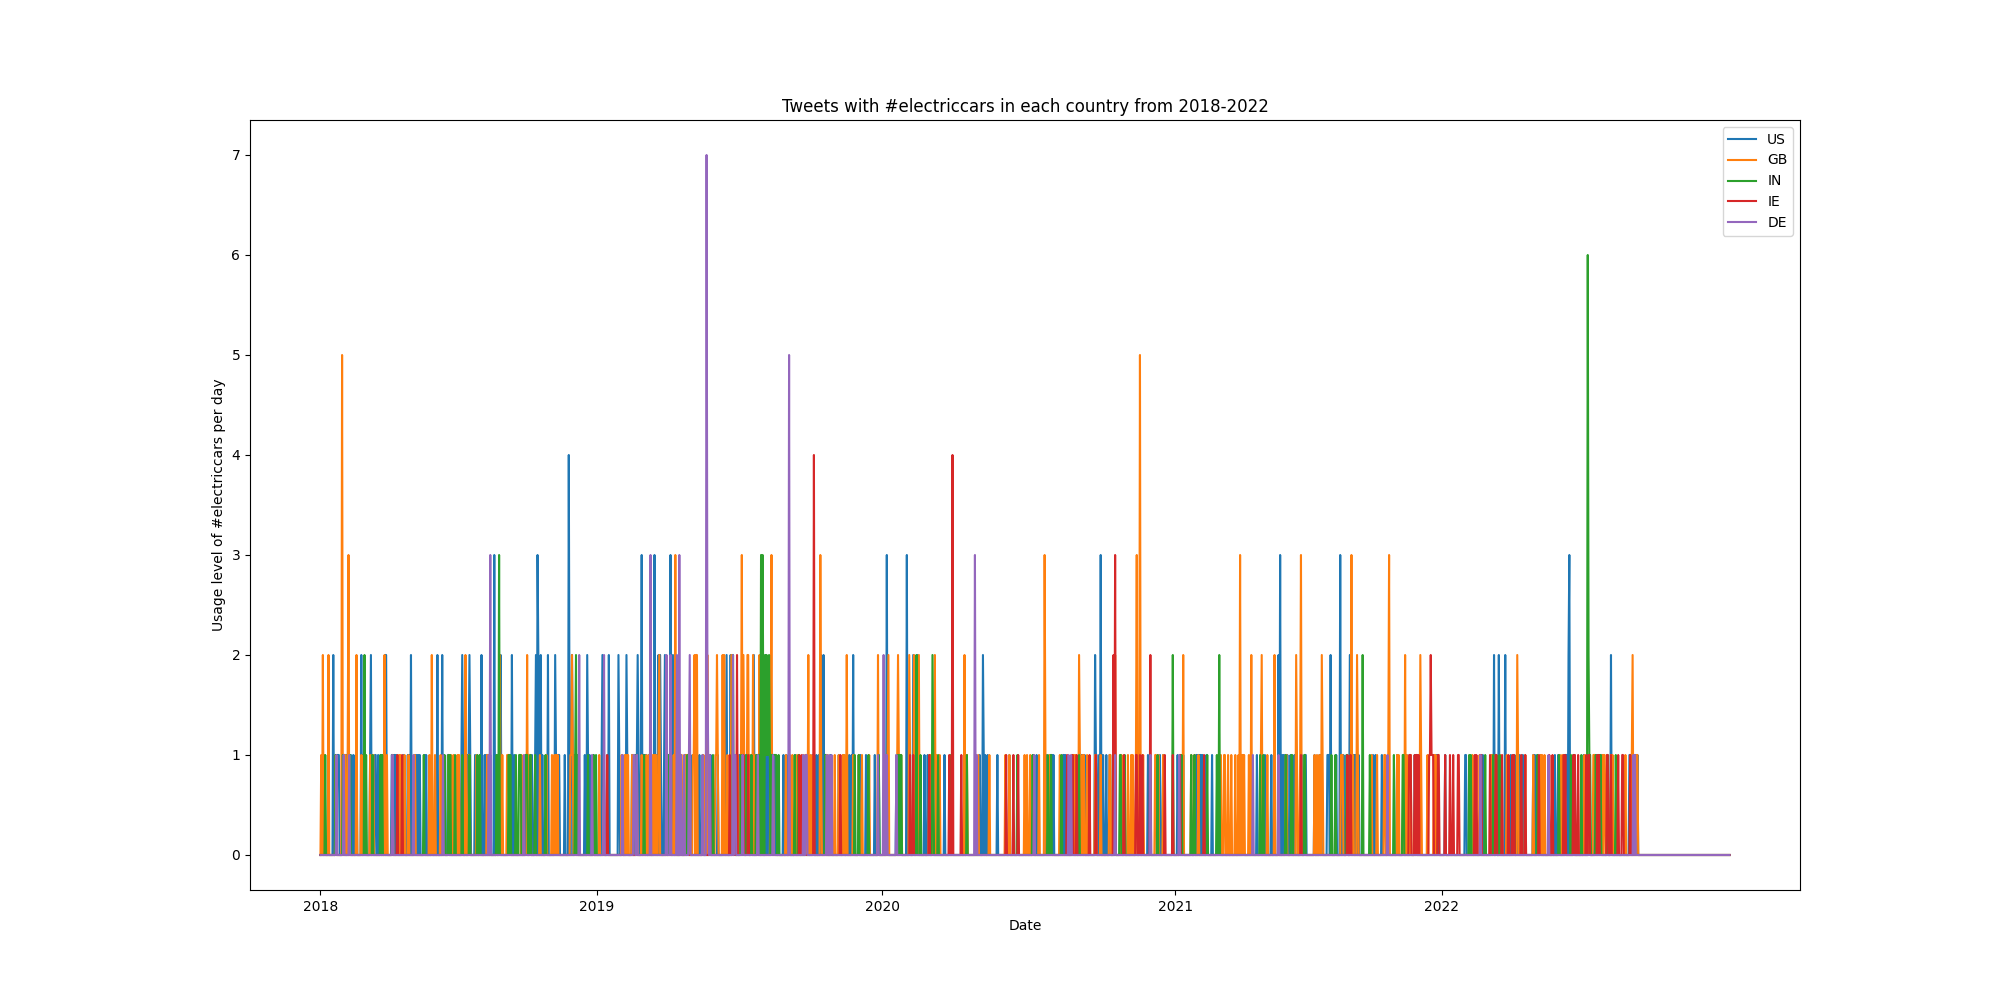 Tweets with #electriccars in each country from 2018-2022
US
GB
IN
IE
DE
Usage level of #electriccars per day
7
6
5
4
3
2
1
0
2018
2019
2020
2021
2022
Date